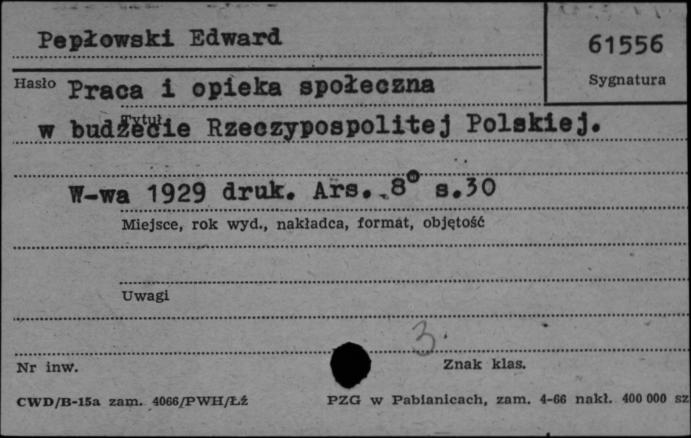 Pepłowski Edward
61556
Hasło
Sygnatura
Praca i opieka społeczna
Tytuł
w budżecie Rzeczypospolitej Polskiej.
W-wa 1929 druk. Ars. 8° s.30
Miejsce, rok wyd., nakładca, format, objętość
Uwagi
3.
Nr inw.
Znak klas.
CWD/B-15a zam. 4066/PWH/Łź
PZG w Pabianicach, zam. 4-66 nakł. 400 000 sz